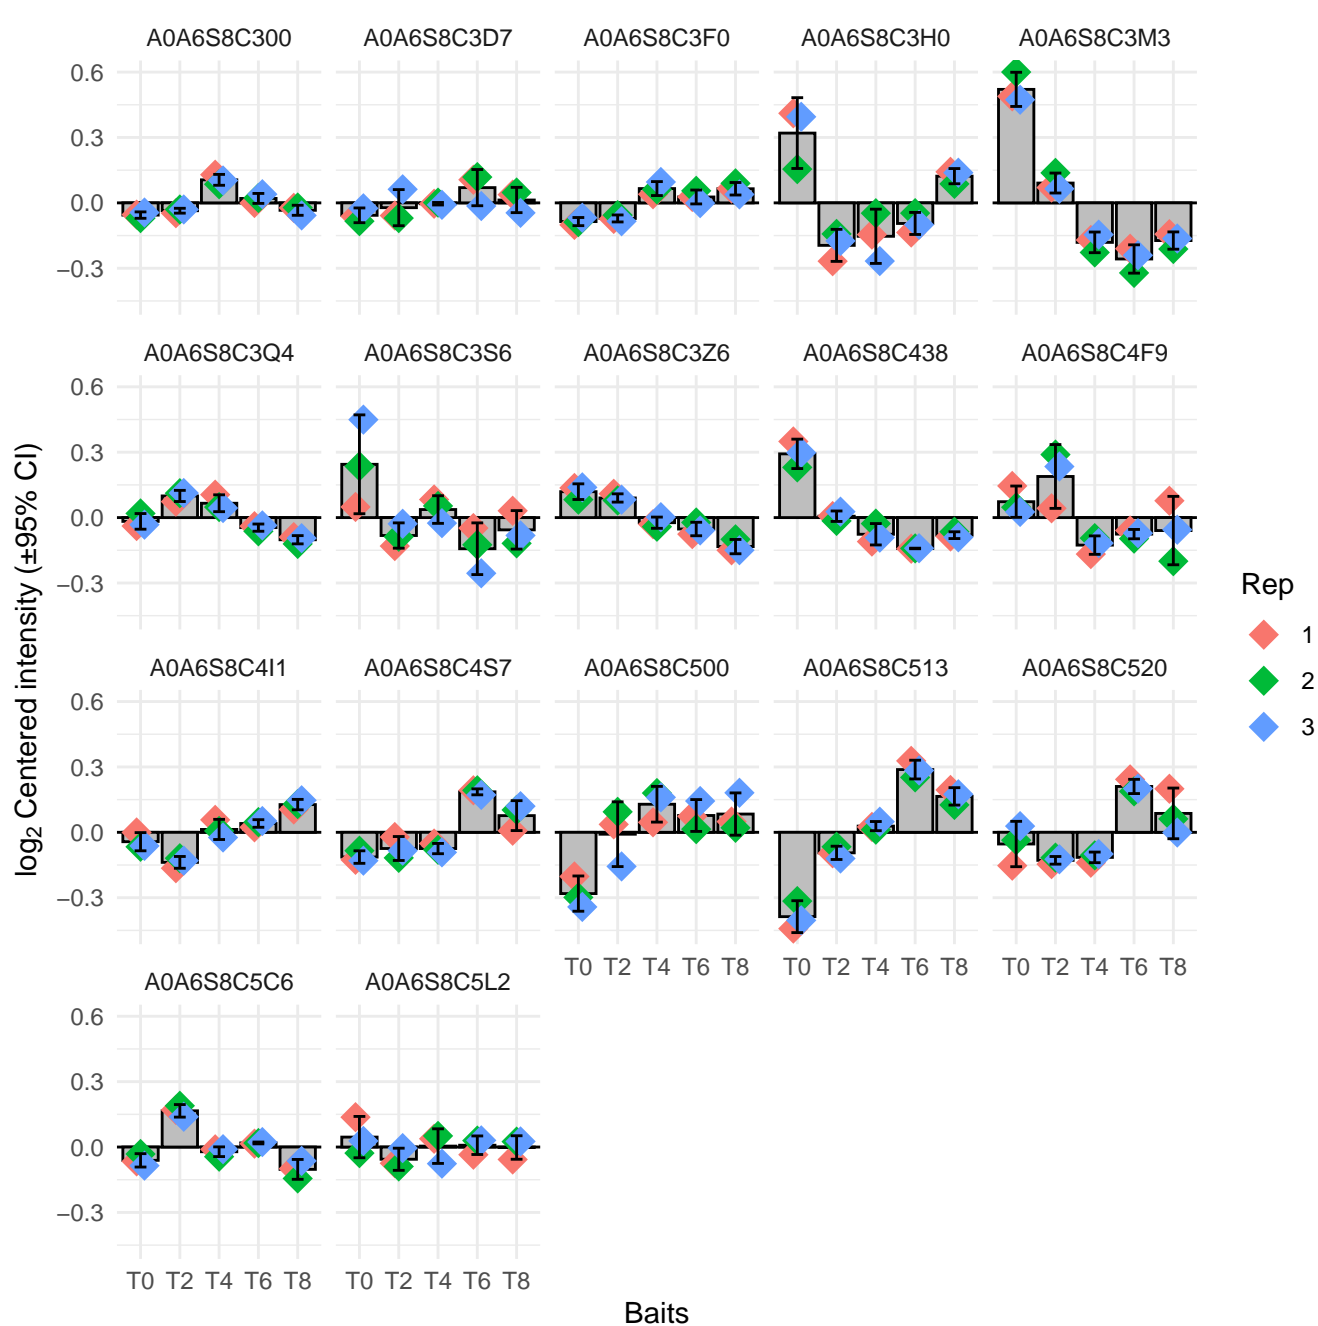 A0A6S8C300 A0A6S8C3D7 A0A6S8C3F0 A0A6S8C3H0 A0A6S8C3M3
0.6
0.3
0.0
−0.3
A0A6S8C3Q4 A0A6S8C3S6 A0A6S8C3Z6 A0A6S8C438 A0A6S8C4F9
0.6
0.3
0.0
−0.3
A0A6S8C4I1 A0A6S8C4S7 A0A6S8C500 A0A6S8C513 A0A6S8C520
0.6
0.3
0.0
−0.3
T0 T2 T4 T6 T8 T0 T2 T4 T6 T8 T0 T2 T4 T6 T8
A0A6S8C5C6 A0A6S8C5L2
0.6
0.3
0.0
−0.3
T0 T2 T4 T6 T8 T0 T2 T4 T6 T8
Baits
log₂ Centered intensity (±95% CI)
Rep
1
2
3